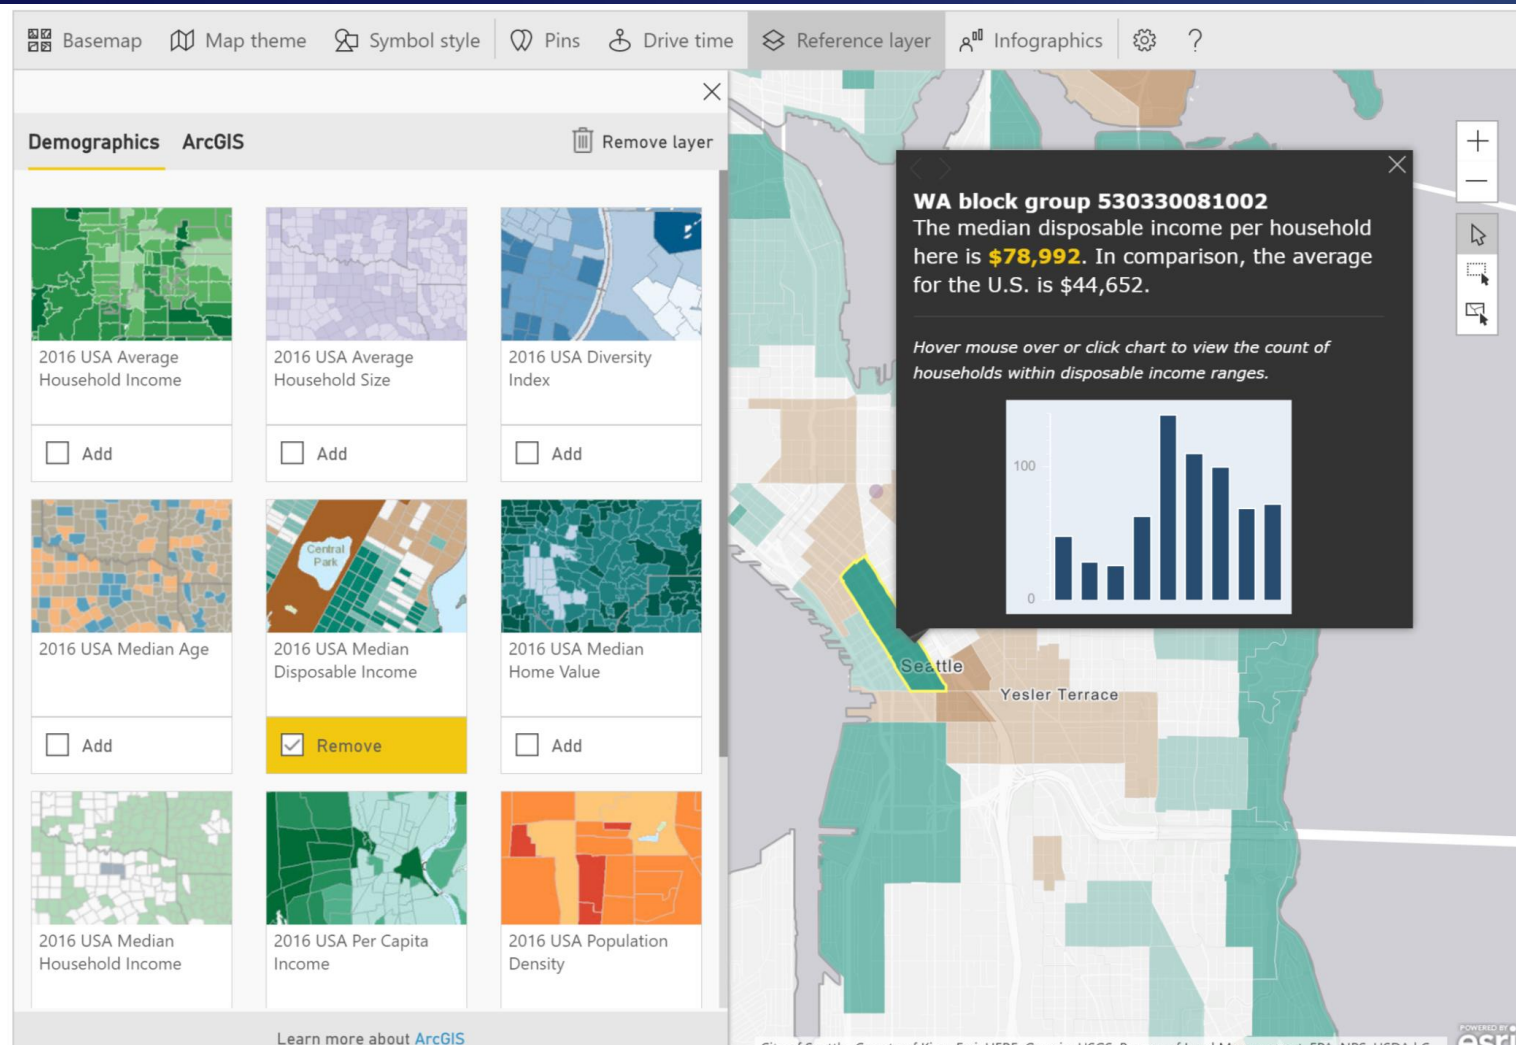 Basemap
Map theme
Symbol style
Pins
Drive time
Reference layer
Infographics
?
Demographics
ArcGIS
Remove layer
2016 USA Average
Household Income
Add
2016 USA Average
Household Size
Add
2016 USA Diversity
Index
Add
2016 USA Median Age
Add
Central
Park
2016 USA Median
Disposable Income
Remove
2016 USA Median
Home Value
Add
2016 USA Median
Household Income
2016 USA Per Capita
Income
2016 USA Population
Density
Learn more about ArcGIS
WA block group 530330081002
The median disposable income per household
here is $78,992. In comparison, the average
for the U.S. is $44,652.
Hover mouse over or click chart to view the count of
households within disposable income ranges.
100
0
Seattle
Yesler Terrace
POWERED BY
esri